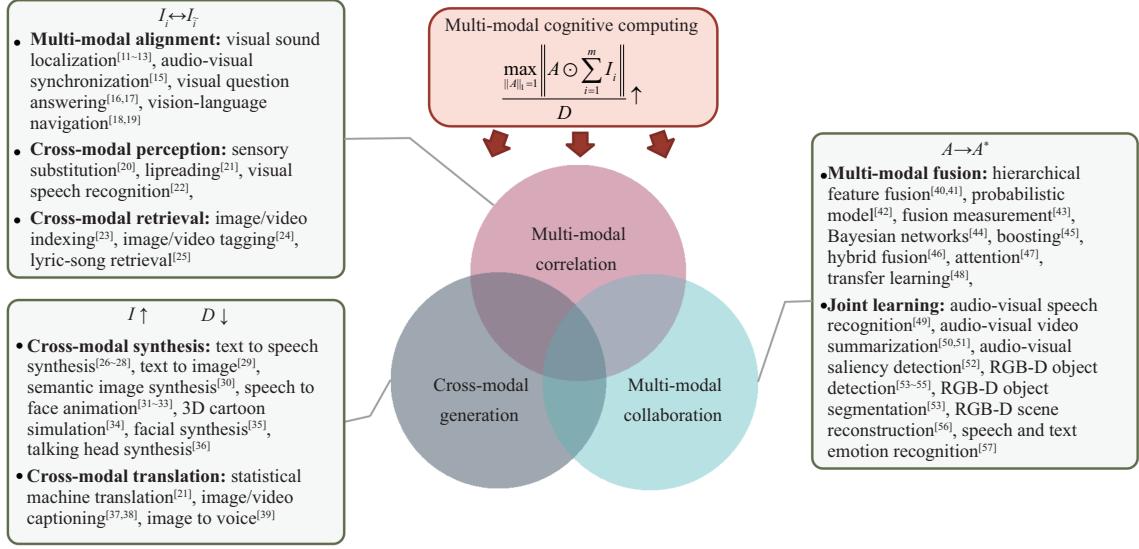 I_i↔I_ĩ
• Multi-modal alignment: visual sound
localization[11~13], audio-visual
synchronization[15], visual question
answering[16,17], vision-language
navigation[18,19]
• Cross-modal perception: sensory
substitution[20], lipreading[21], visual
speech recognition[22],
• Cross-modal retrieval: image/video
indexing[23], image/video tagging[24],
lyric-song retrieval[25]
I ↑ D ↓
• Cross-modal synthesis: text to speech
synthesis[26~28], text to image[29],
semantic image synthesis[30], speech to
face animation[31~33], 3D cartoon
simulation[34], facial synthesis[35],
talking head synthesis[36]
• Cross-modal translation: statistical
machine translation[21], image/video
captioning[37,38], image to voice[39]
Multi-modal cognitive computing
max_{‖A‖_1=1} ‖A ⊙ ∑_{i=1}^{m} I_i‖
D ↑
Multi-modal
correlation
Cross-modal
generation
Multi-modal
collaboration
A→A*
•Multi-modal fusion: hierarchical
feature fusion[40,41], probabilistic
model[42], fusion measurement[43],
Bayesian networks[44], boosting[45],
hybrid fusion[46], attention[47],
transfer learning[48],
•Joint learning: audio-visual speech
recognition[49], audio-visual video
summarization[50,51], audio-visual
saliency detection[52], RGB-D object
detection[53~55], RGB-D object
segmentation[53], RGB-D scene
reconstruction[56], speech and text
emotion recognition[57]